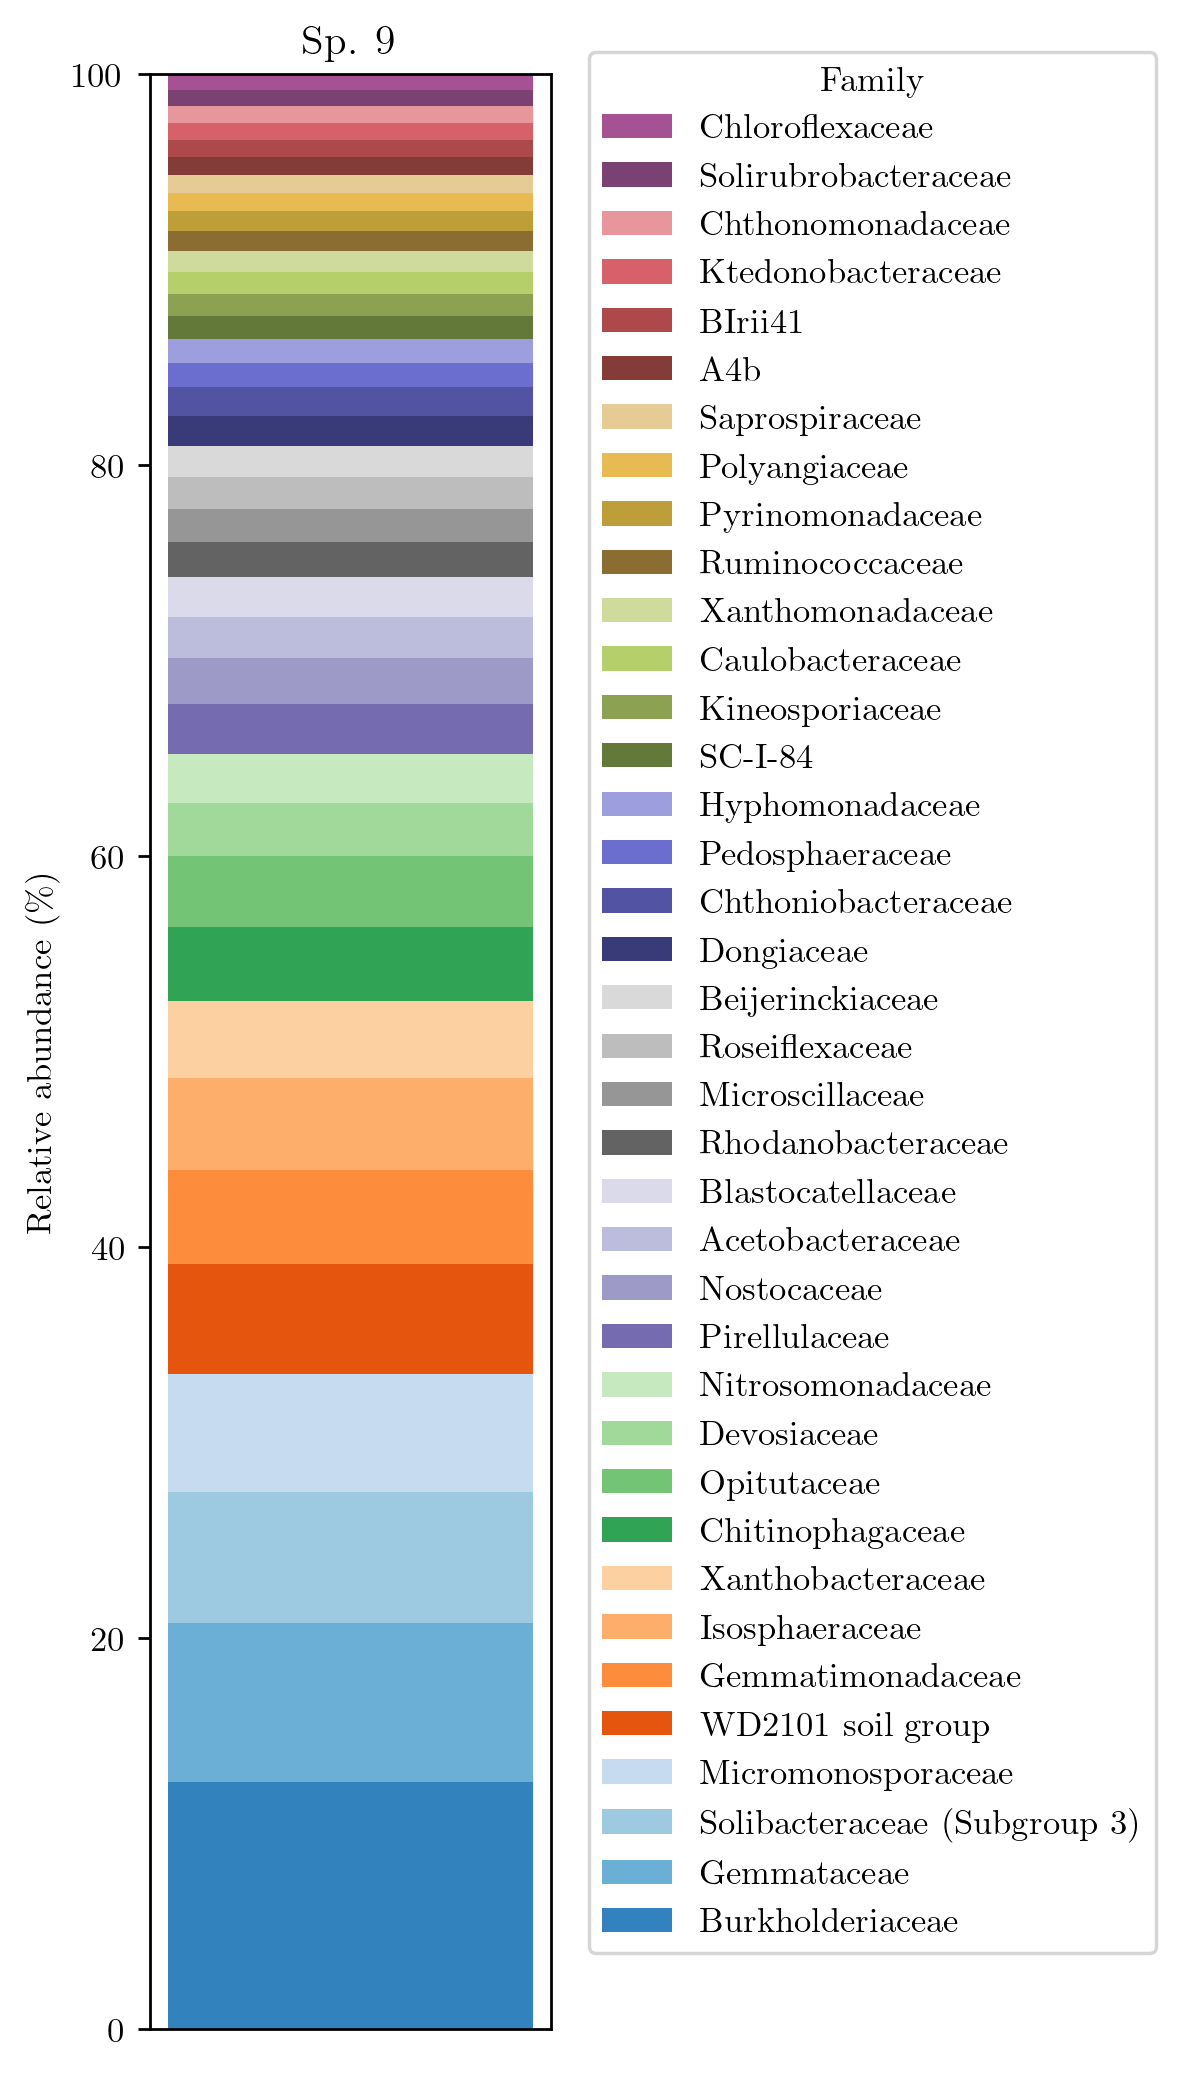 Sp. 9
100
80
60
40
20
0
Relative abundance (%)
Family
Chloroflexaceae
Solirubrobacteraceae
Chthonomonadaceae
Ktedonobacteraceae
BIrii41
A4b
Saprospiraceae
Polyangiaceae
Pyrinomonadaceae
Ruminococcaceae
Xanthomonadaceae
Caulobacteraceae
Kineosporiaceae
SC-I-84
Hyphomonadaceae
Pedosphaeraceae
Chthoniobacteraceae
Dongiaceae
Beijerinckiaceae
Roseiflexaceae
Microscillaceae
Rhodanobacteraceae
Blastocatellaceae
Acetobacteraceae
Nostocaceae
Pirellulaceae
Nitrosomonadaceae
Devosiaceae
Opitutaceae
Chitinophagaceae
Xanthobacteraceae
Isosphaeraceae
Gemmatimonadaceae
WD2101 soil group
Micromonosporaceae
Solibacteraceae (Subgroup 3)
Gemmataceae
Burkholderiaceae